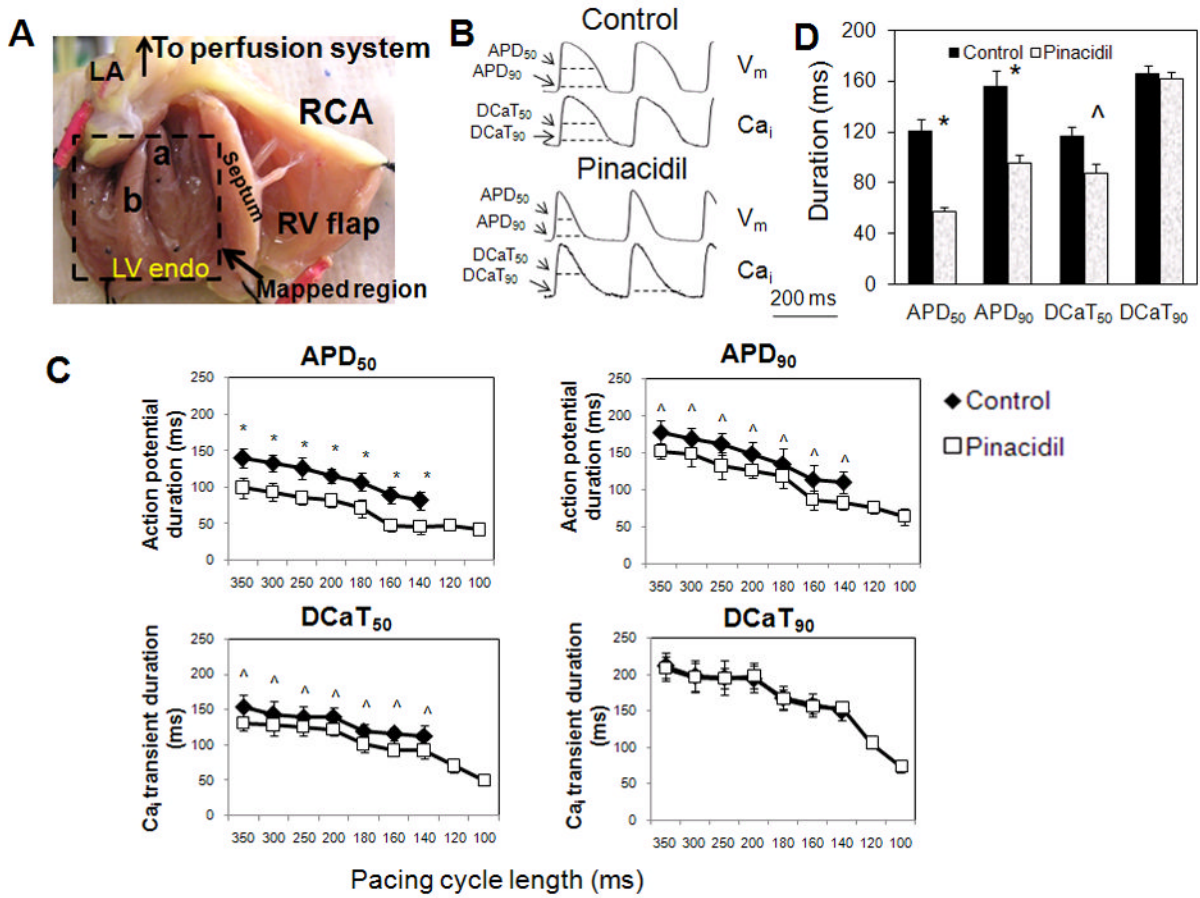 A
To perfusion system
LA
RCA
a
b
Septum
RV flap
LV endo
Mapped region
B
Control
APD50
APD90
Vm
DCaT50
DCaT90
Cai
Pinacidil
APD50
APD90
Vm
DCaT50
DCaT90
Cai
200 ms
D
Duration (ms)
200
160
120
80
40
0
Control Pinacidil
* * ^
APD50 APD90 DCaT50 DCaT90
C
APD50
Action potential
duration (ms)
250
200
150
100
50
0
* * * * * * *
350 300 250 200 180 160 140 120 100
APD90
Action potential
duration (ms)
250
200
150
100
50
0
^ ^ ^ ^ ^ ^ ^
350 300 250 200 180 160 140 120 100
Control
Pinacidil
DCaT50
Cai transient duration
(ms)
250
200
150
100
50
0
^ ^ ^ ^ ^ ^ ^
350 300 250 200 180 160 140 120 100
DCaT90
Cai transient duration
(ms)
250
200
150
100
50
0
350 300 250 200 180 160 140 120 100
Pacing cycle length (ms)